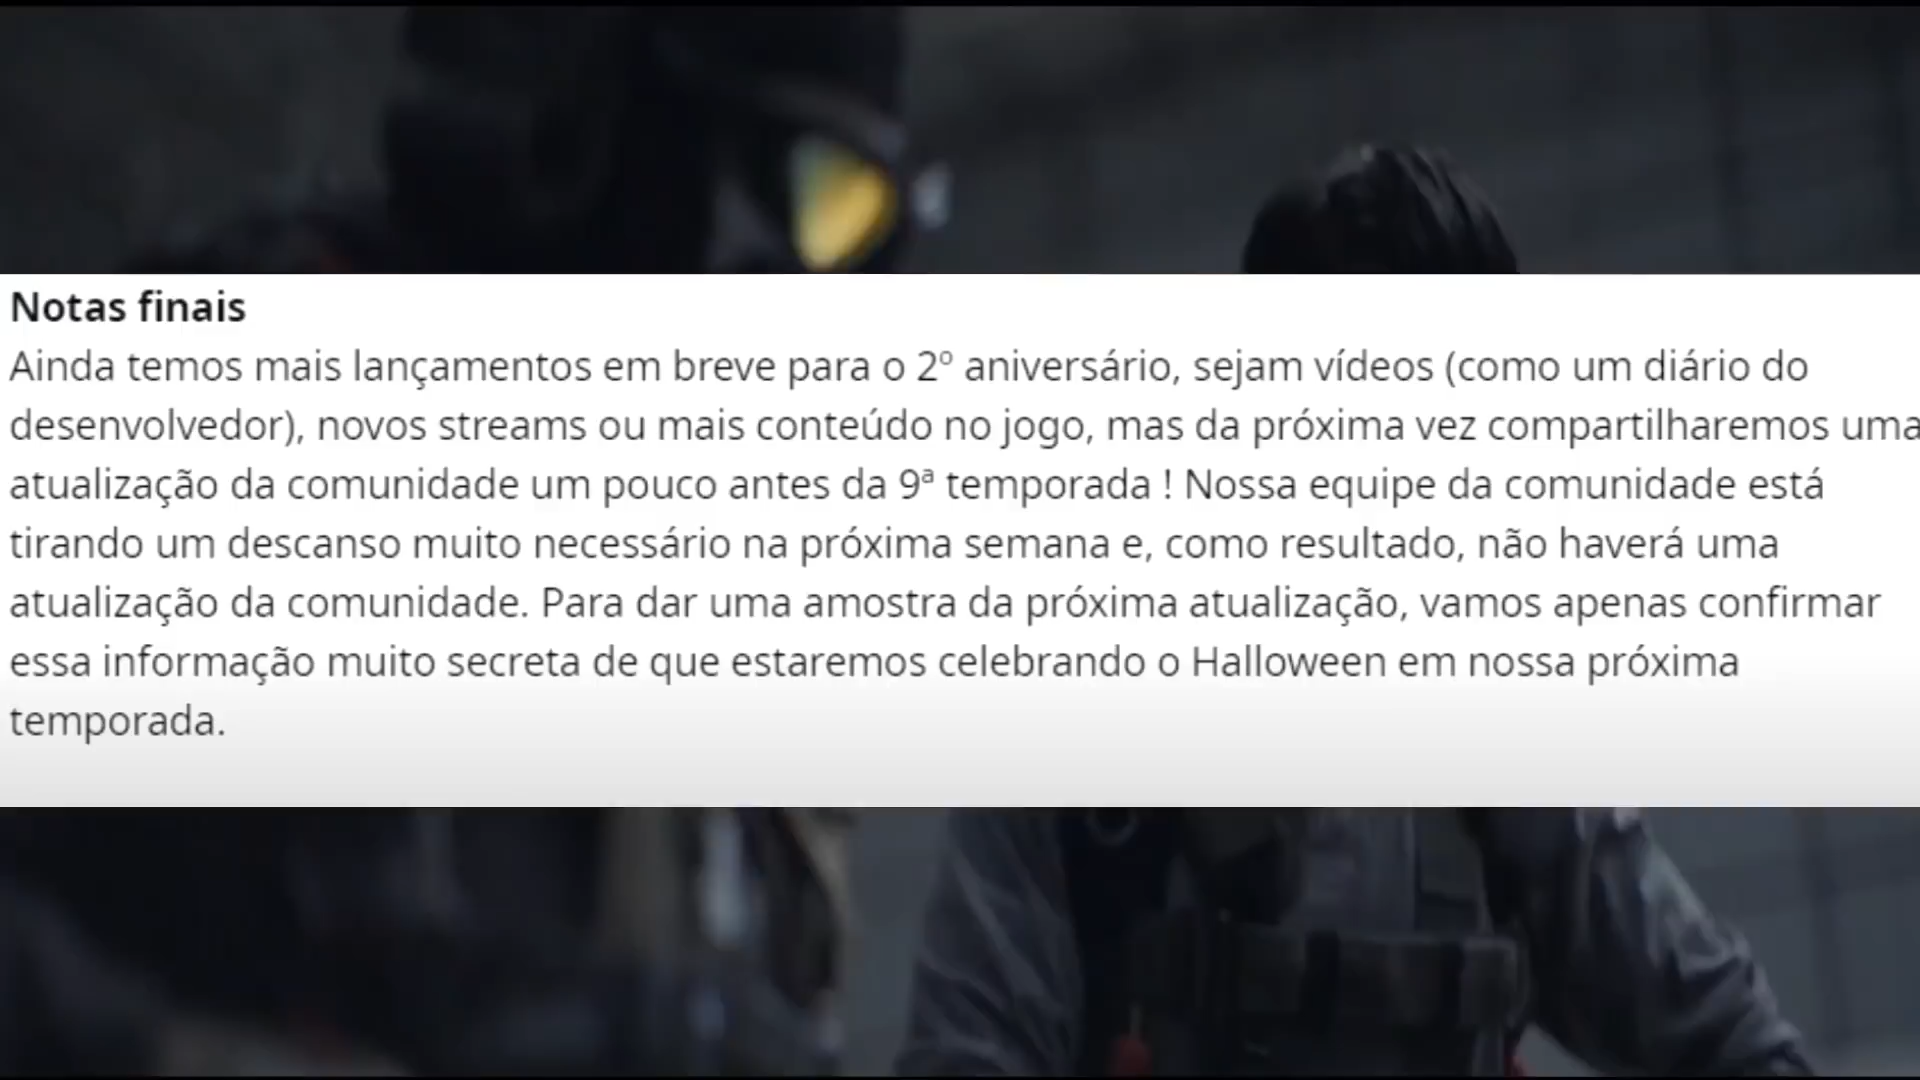 Notas finais
Ainda temos mais lançamentos em breve para o 2º aniversário, sejam vídeos (como um diário do
desenvolvedor), novos streams ou mais conteúdo no jogo, mas da próxima vez compartilharemos uma
atualização da comunidade um pouco antes da 9ª temporada ! Nossa equipe da comunidade está
tirando um descanso muito necessário na próxima semana e, como resultado, não haverá uma
atualização da comunidade. Para dar uma amostra da próxima atualização, vamos apenas confirmar
essa informação muito secreta de que estaremos celebrando o Halloween em nossa próxima
temporada.